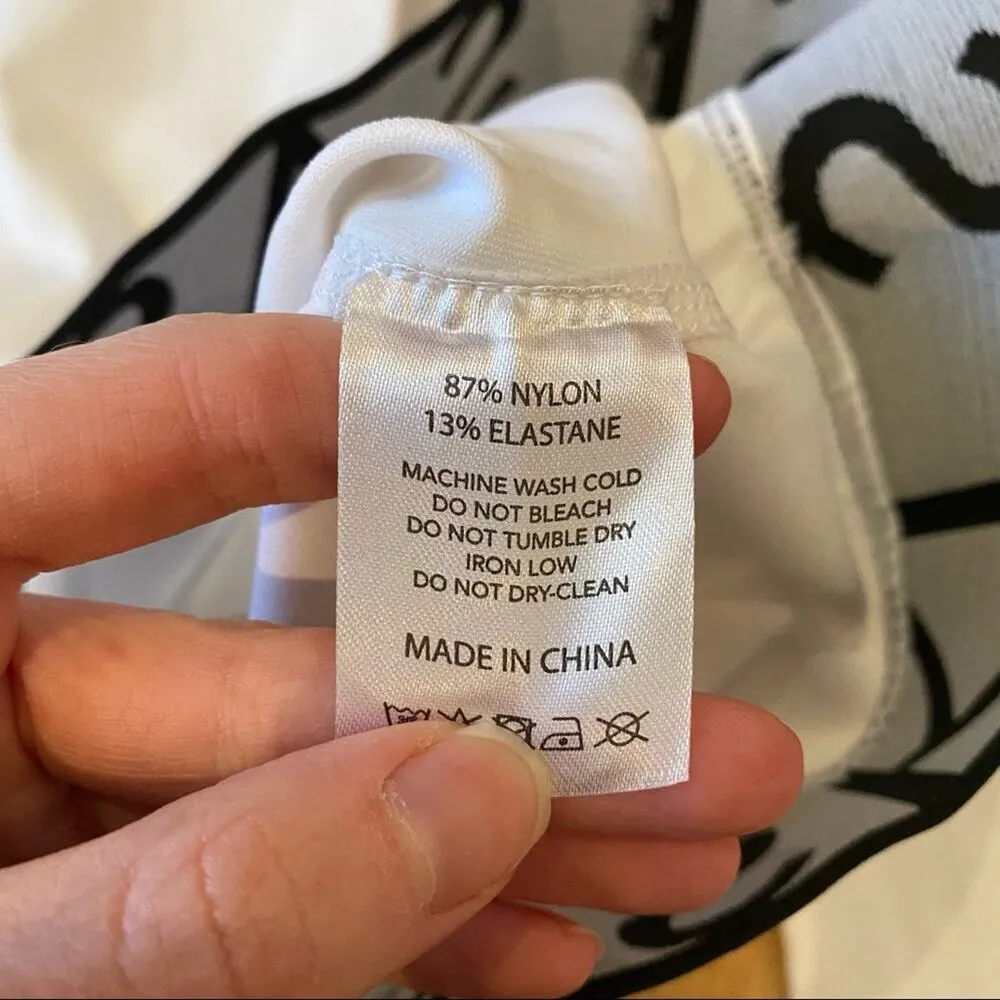 87% NYLON
13% ELASTANE
MACHINE WASH COLD
DO NOT BLEACH
DO NOT TUMBLE DRY
IRON LOW
DO NOT DRY-CLEAN
MADE IN CHINA